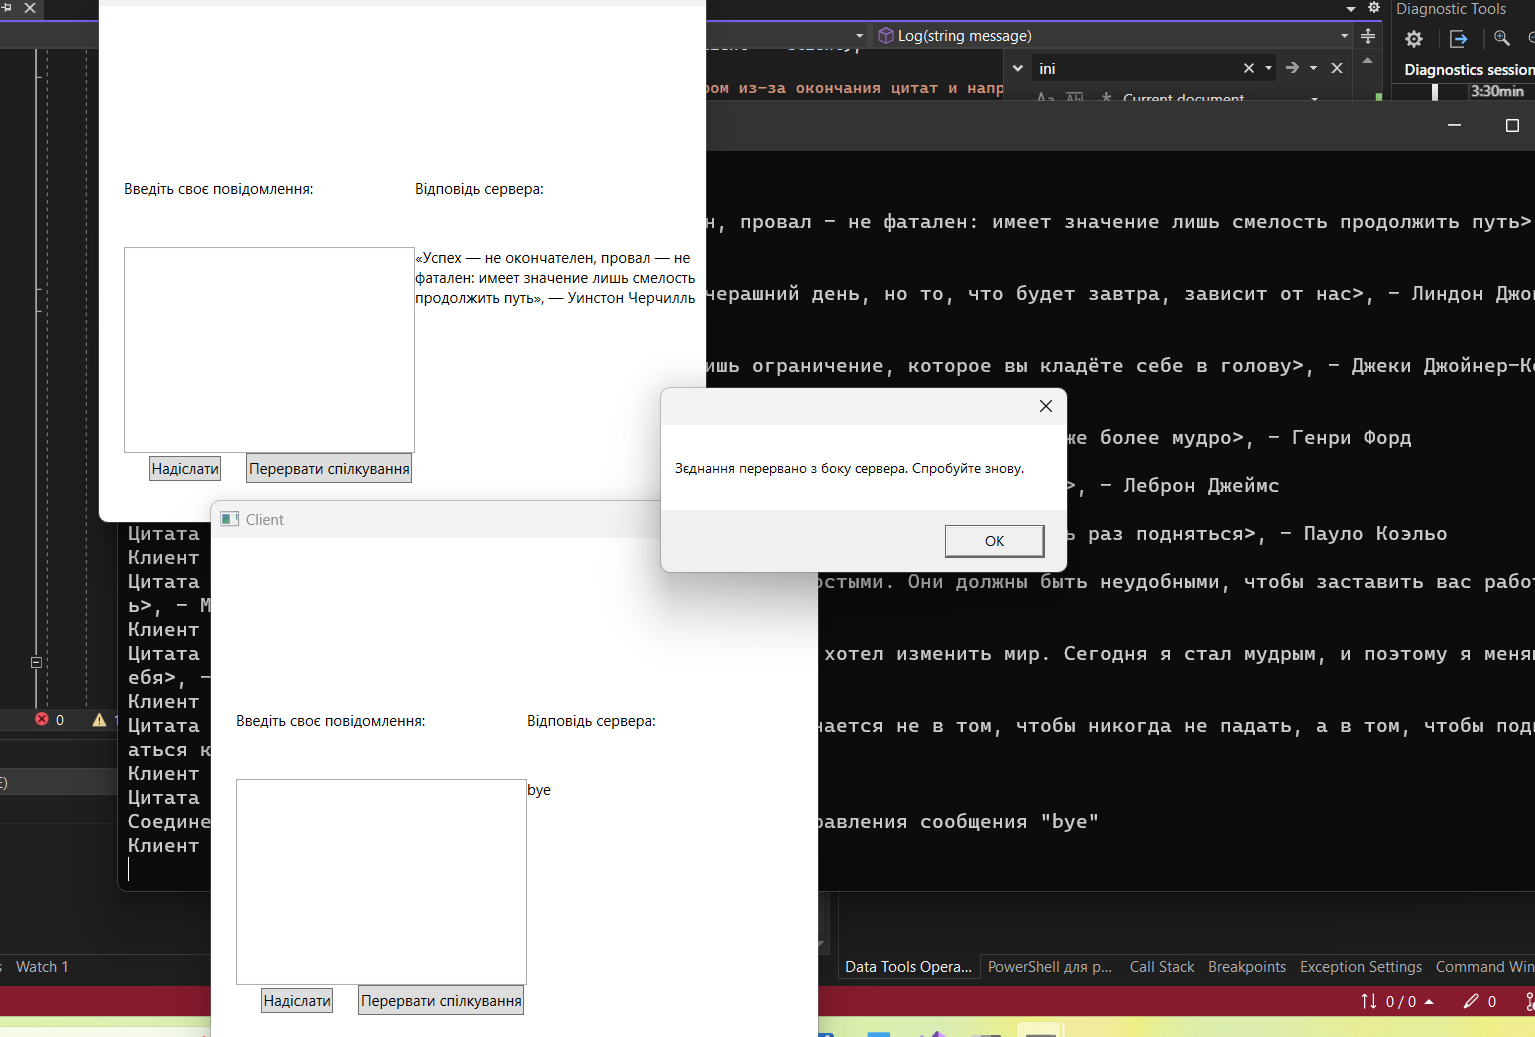 Diagnostic Tools
Log(string message)
ini
ром из-за окончания цитат и напр
Current document
Diagnostics session
3:30min
Введіть своє повідомлення:
Відповідь сервера:
н, провал – не фатален: имеет значение лишь смелость продолжить путь>
«Успех — не окончателен, провал — не
фатален: имеет значение лишь смелость
продолжить путь», — Уинстон Черчилль
черашний день, но то, что будет завтра, зависит от нас>, – Линдон Джо
ишь ограничение, которое вы кладёте себе в голову>, – Джеки Джойнер-К
же более мудро>, – Генри Форд
Зєднання перервано з боку сервера. Спробуйте знову.
OK
Надіслати
Перервати спілкування
>, – Леброн Джеймс
Client
Цитата
ь раз подняться>, – Пауло Коэльо
Клиент
Цитата
остыми. Они должны быть неудобными, чтобы заставить вас рабо
ь>, – М
Клиент
Цитата
хотел изменить мир. Сегодня я стал мудрым, и поэтому я меня
ебя>, –
Клиент
0
1
Введіть своє повідомлення:
Відповідь сервера:
Цитата
чается не в том, чтобы никогда не падать, а в том, чтобы под
аться к
Клиент
bye
Цитата
Соедине
равления сообщения "bye"
Клиент
Надіслати
Перервати спілкування
Watch 1
Data Tools Opera...
PowerShell для р...
Call Stack
Breakpoints
Exception Settings
Command Win
0 / 0
0